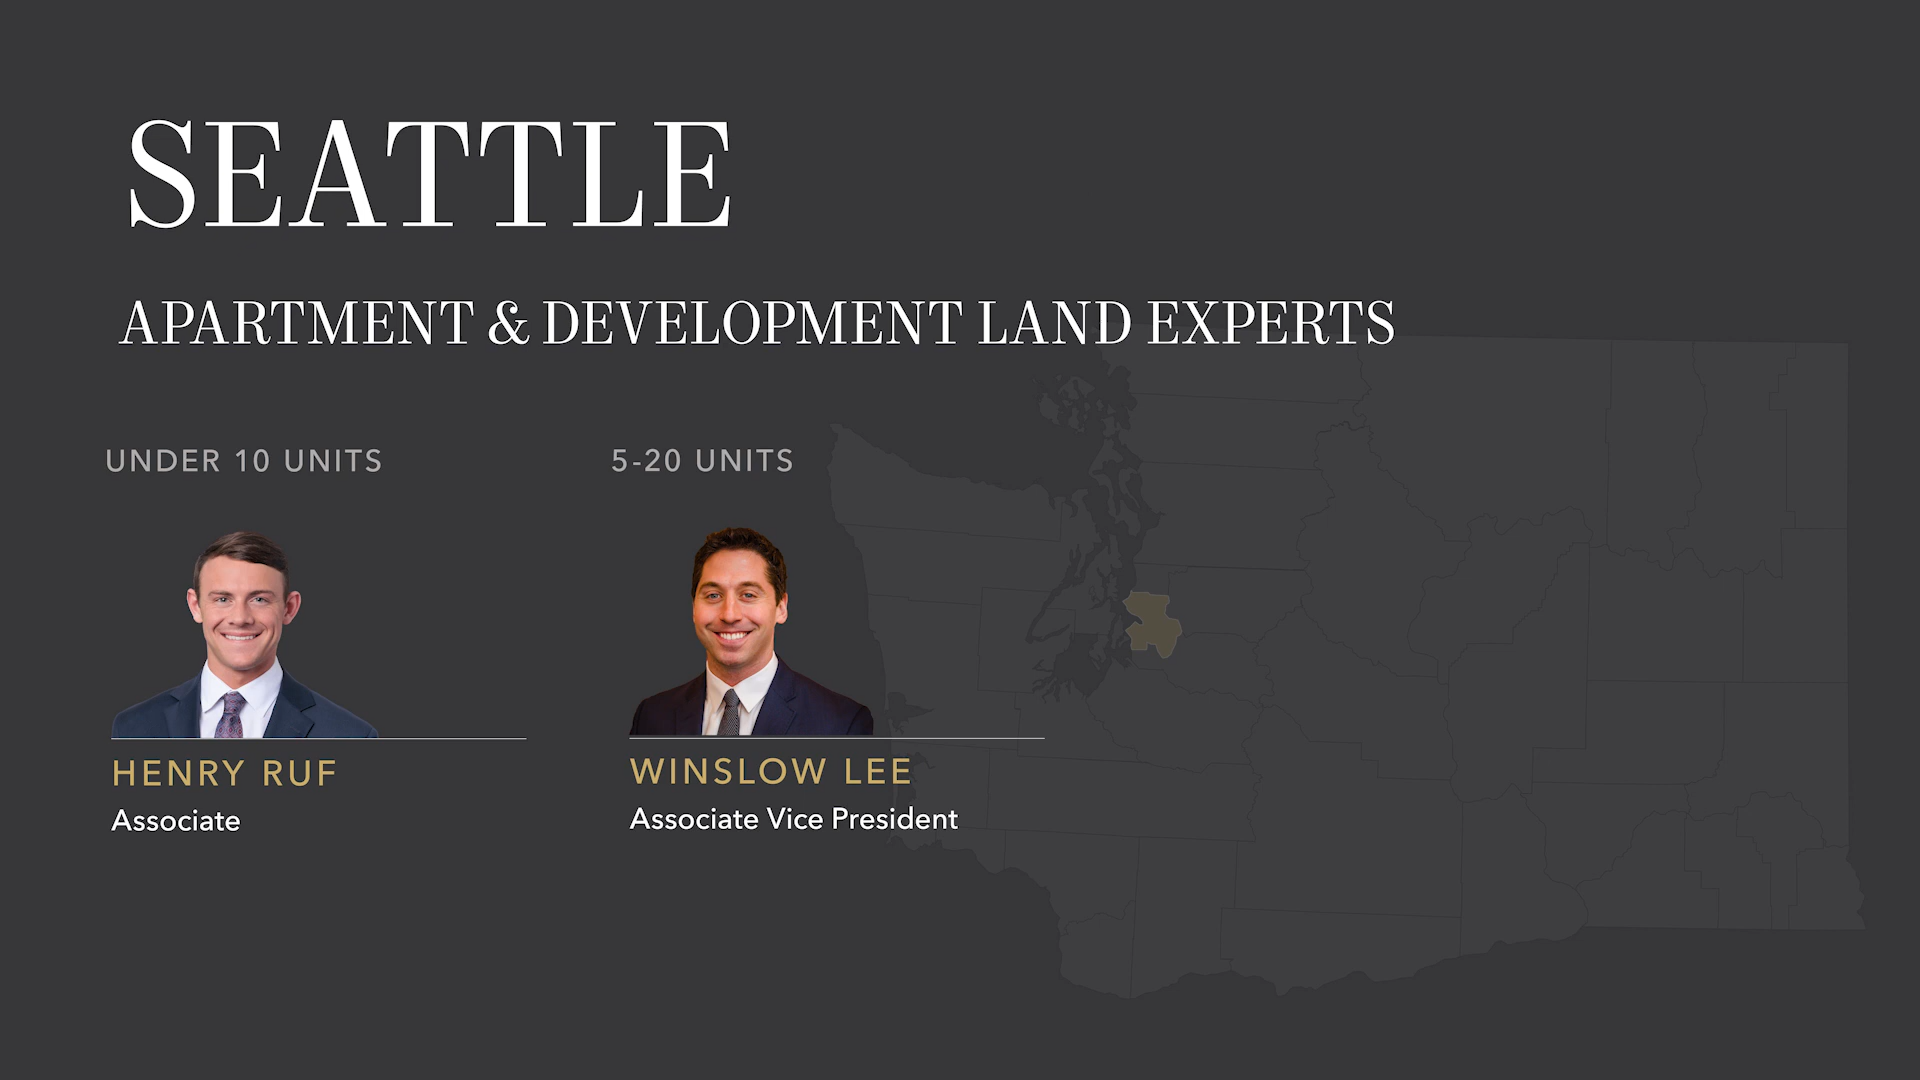 SEATTLE
APARTMENT & DEVELOPMENT LAND EXPERTS
UNDER 10 UNITS
5-20 UNITS
HENRY RUF
Associate
WINSLOW LEE
Associate Vice President